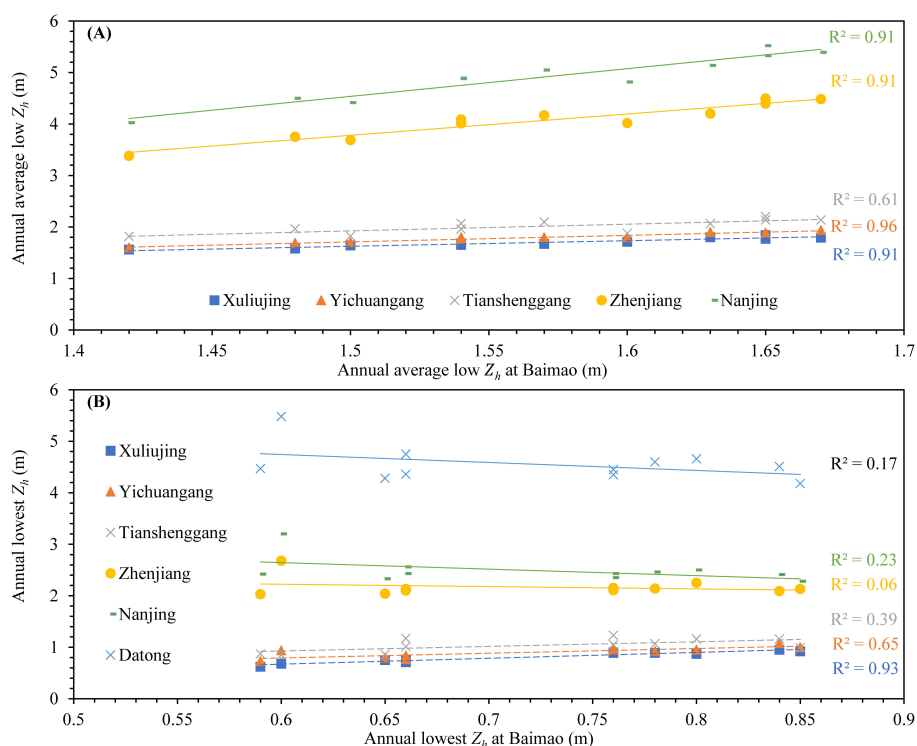 (A)
Annual average low Zh (m)
6
5
4
3
2
1
0
R² = 0.91
R² = 0.91
R² = 0.61
R² = 0.96
R² = 0.91
Xuliujing Yichuangang Tianshenggang Zhenjiang Nanjing
1.4 1.45 1.5 1.55 1.6 1.65 1.7
Annual average low Zh at Baimao (m)
(B)
Annual lowest Zh (m)
6
5
4
3
2
1
0
Xuliujing
Yichuangang
Tianshenggang
Zhenjiang
Nanjing
Datong
R² = 0.17
R² = 0.23
R² = 0.06
R² = 0.39
R² = 0.65
R² = 0.93
0.5 0.55 0.6 0.65 0.7 0.75 0.8 0.85 0.9
Annual lowest Zh at Baimao (m)